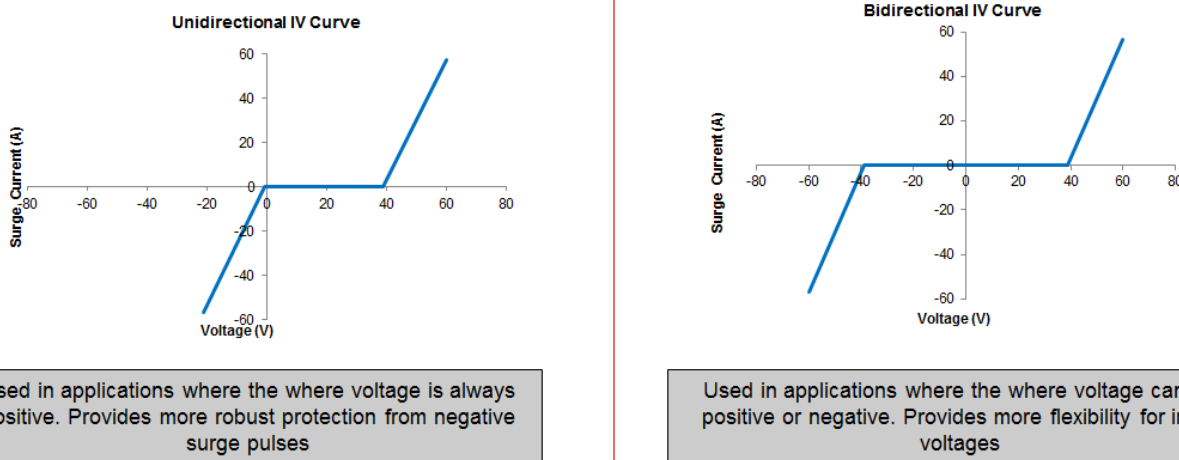 Unidirectional IV Curve
60
40
20
0
-80 -60 -40 -20 0 20 40 60 80
-20
-40
-60
Surge Current (A)
Voltage (V)
sed in applications where the where voltage is always
ositive. Provides more robust protection from negative
surge pulses
Bidirectional IV Curve
60
40
20
0
-80 -60 -40 -20 0 20 40 60 80
-20
-40
-60
Surge Current (A)
Voltage (V)
Used in applications where the where voltage can
positive or negative. Provides more flexibility for in
voltages